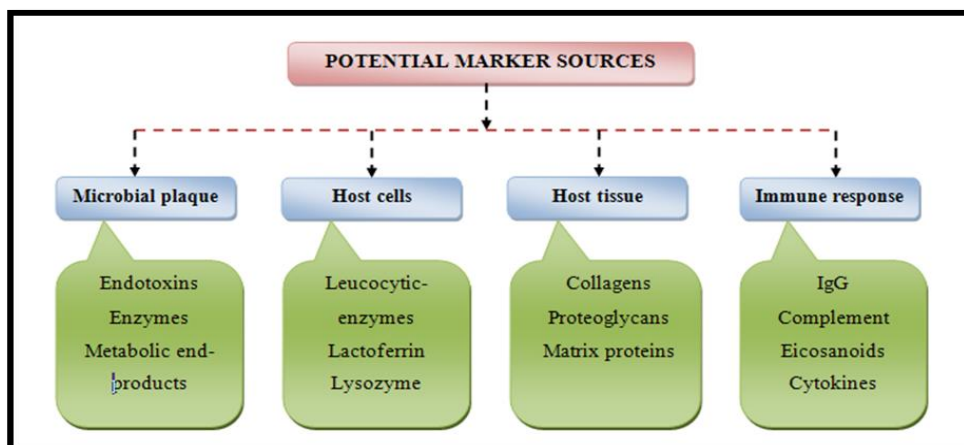 POTENTIAL MARKER SOURCES
Microbial plaque
Host cells
Host tissue
Immune response
Endotoxins
Enzymes
Metabolic end-
products
Leucocytic-
enzymes
Lactoferrin
Lysozyme
Collagens
Proteoglycans
Matrix proteins
IgG
Complement
Eicosanoids
Cytokines